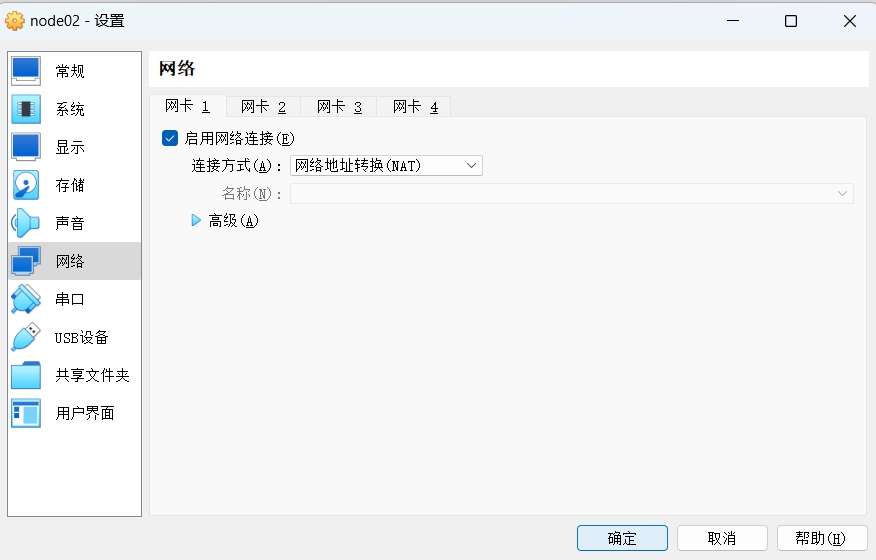 node02 - 设置
常规
系统
显示
存储
声音
网络
串口
USB设备
共享文件夹
用户界面
网络
网卡 1 网卡 2 网卡 3 网卡 4
启用网络连接(E)
连接方式(A): 网络地址转换(NAT)
名称(N):
高级(A)
确定 取消 帮助(H)